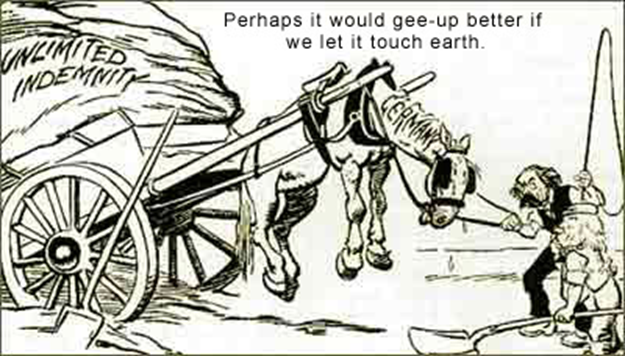 Perhaps it would gee-up better if
we let it touch earth.
UNLIMITED
INDEMNITY
GERMANY